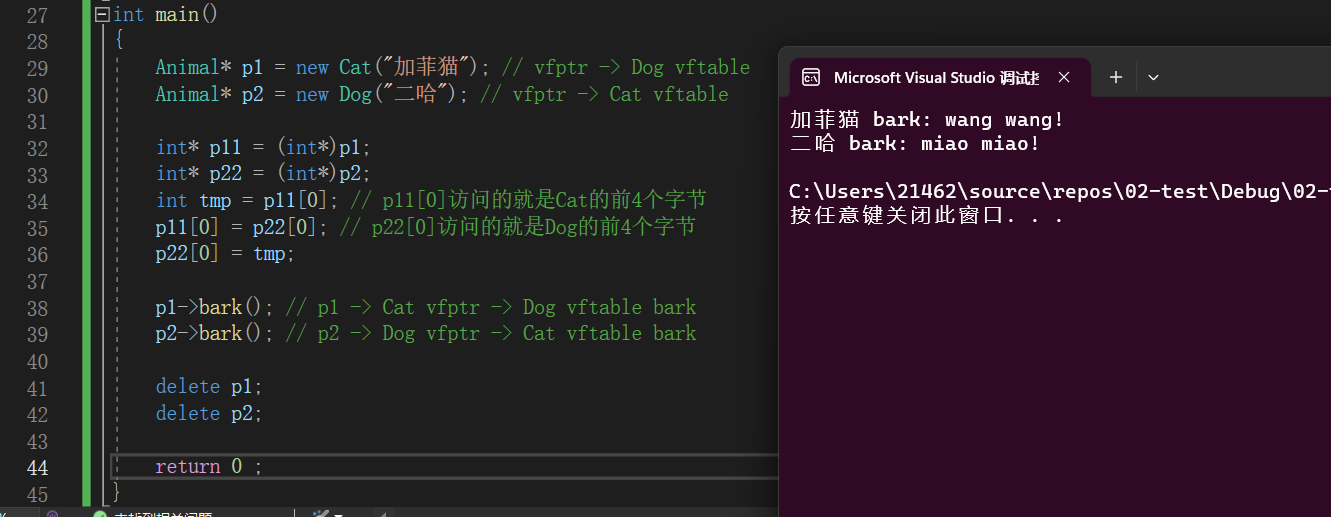 27 int main()
28 {
29 Animal* p1 = new Cat("加菲猫"); // vfptr -> Dog vftable
30 Animal* p2 = new Dog("二哈"); // vfptr -> Cat vftable
31
32 int* p11 = (int*)p1;
33 int* p22 = (int*)p2;
34 int tmp = p11[0]; // p11[0]访问的就是Cat的前4个字节
35 p11[0] = p22[0]; // p22[0]访问的就是Dog的前4个字节
36 p22[0] = tmp;
37
38 p1->bark(); // p1 -> Cat vfptr -> Dog vftable bark
39 p2->bark(); // p2 -> Dog vfptr -> Cat vftable bark
40
41 delete p1;
42 delete p2;
43
44 return 0 ;
45 }
Microsoft Visual Studio 调试
加菲猫 bark: wang wang!
二哈 bark: miao miao!
C:\Users\21462\source\repos\02-test\Debug\02-
按任意键关闭此窗口. . .